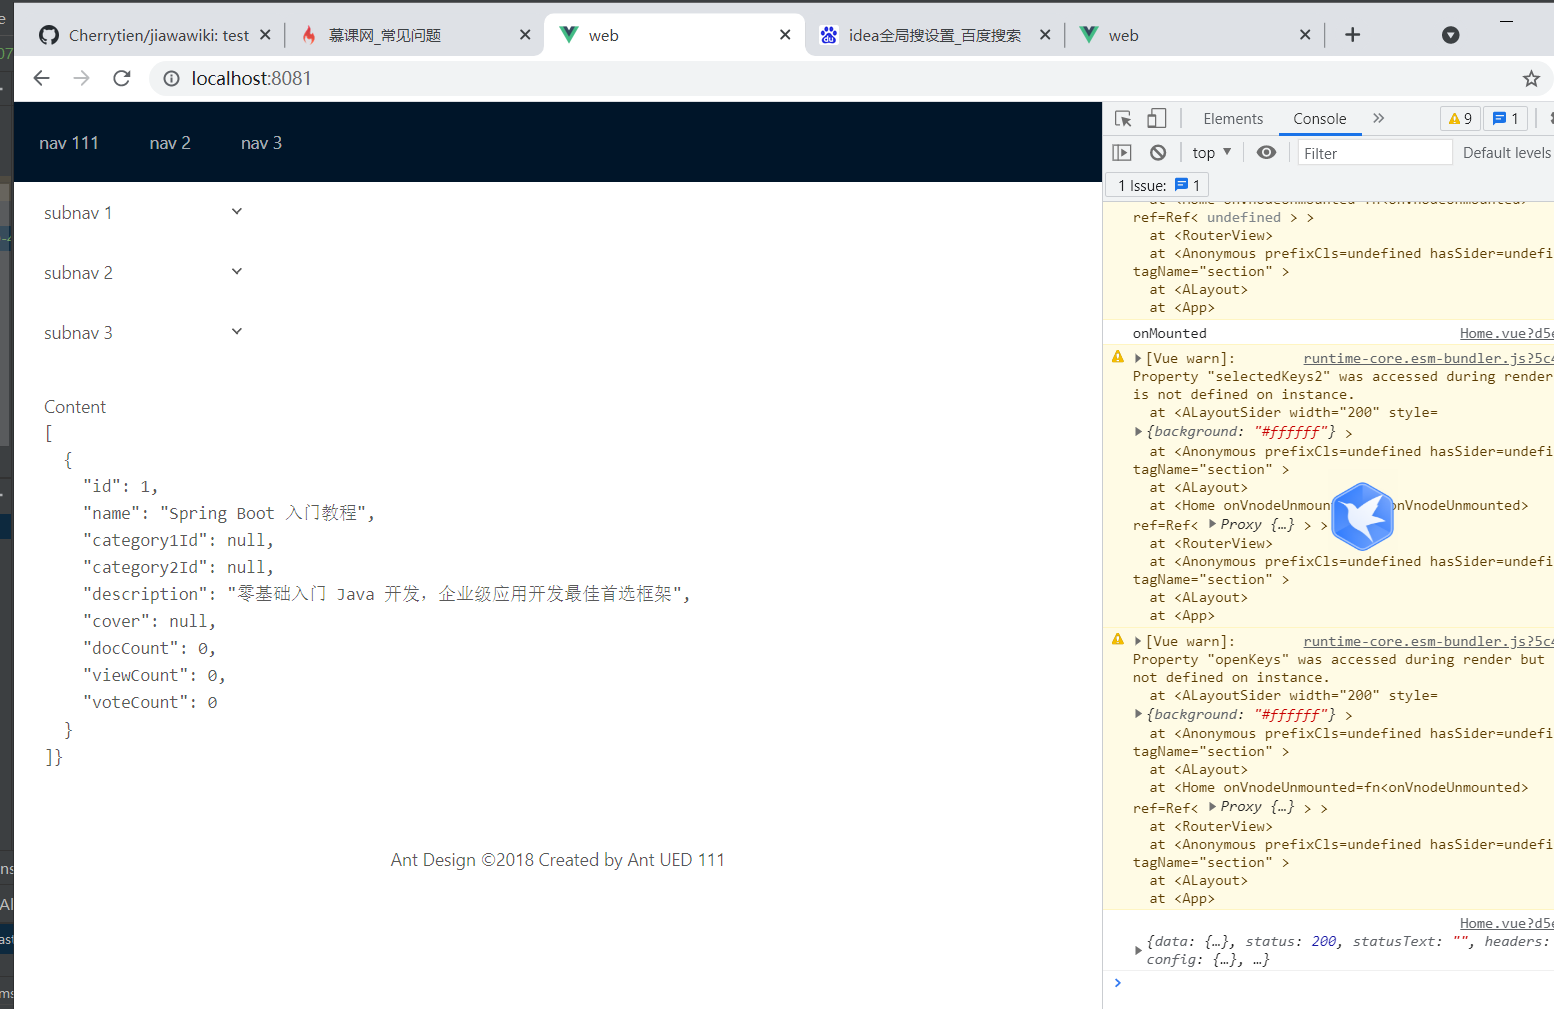 Cherrytien/jiawawiki: test
慕课网_常见问题
web
idea全局搜设置_百度搜索
web
localhost:8081
nav 111
nav 2
nav 3
subnav 1
subnav 2
subnav 3
Content
[
{
"id": 1,
"name": "Spring Boot 入门教程",
"category1Id": null,
"category2Id": null,
"description": "零基础入门 Java 开发，企业级应用开发最佳首选框架",
"cover": null,
"docCount": 0,
"viewCount": 0,
"voteCount": 0
}
]}
Ant Design ©2018 Created by Ant UED 111
Elements
Console
9
1
top
Filter
Default levels
1 Issue: 1
ref=Ref< undefined > >
at <RouterView>
at <Anonymous prefixCls=undefined hasSider=undefi
tagName="section" >
at <ALayout>
at <App>
onMounted Home.vue?d5e
[Vue warn]: runtime-core.esm-bundler.js?5c4
Property "selectedKeys2" was accessed during render
is not defined on instance.
at <ALayoutSider width="200" style=
{background: "#ffffff"} >
at <Anonymous prefixCls=undefined hasSider=undefi
tagName="section" >
at <ALayout>
at <Home onVnodeUnmoun onVnodeUnmounted>
ref=Ref< Proxy {…} > >
at <RouterView>
at <Anonymous prefixCls=undefined hasSider=undefi
tagName="section" >
at <ALayout>
at <App>
[Vue warn]: runtime-core.esm-bundler.js?5c4
Property "openKeys" was accessed during render but
not defined on instance.
at <ALayoutSider width="200" style=
{background: "#ffffff"} >
at <Anonymous prefixCls=undefined hasSider=undefi
tagName="section" >
at <ALayout>
at <Home onVnodeUnmounted=fn<onVnodeUnmounted>
ref=Ref< Proxy {…} > >
at <RouterView>
at <Anonymous prefixCls=undefined hasSider=undefi
tagName="section" >
at <ALayout>
at <App>
Home.vue?d5e
{data: {…}, status: 200, statusText: "", headers:
config: {…}, …}